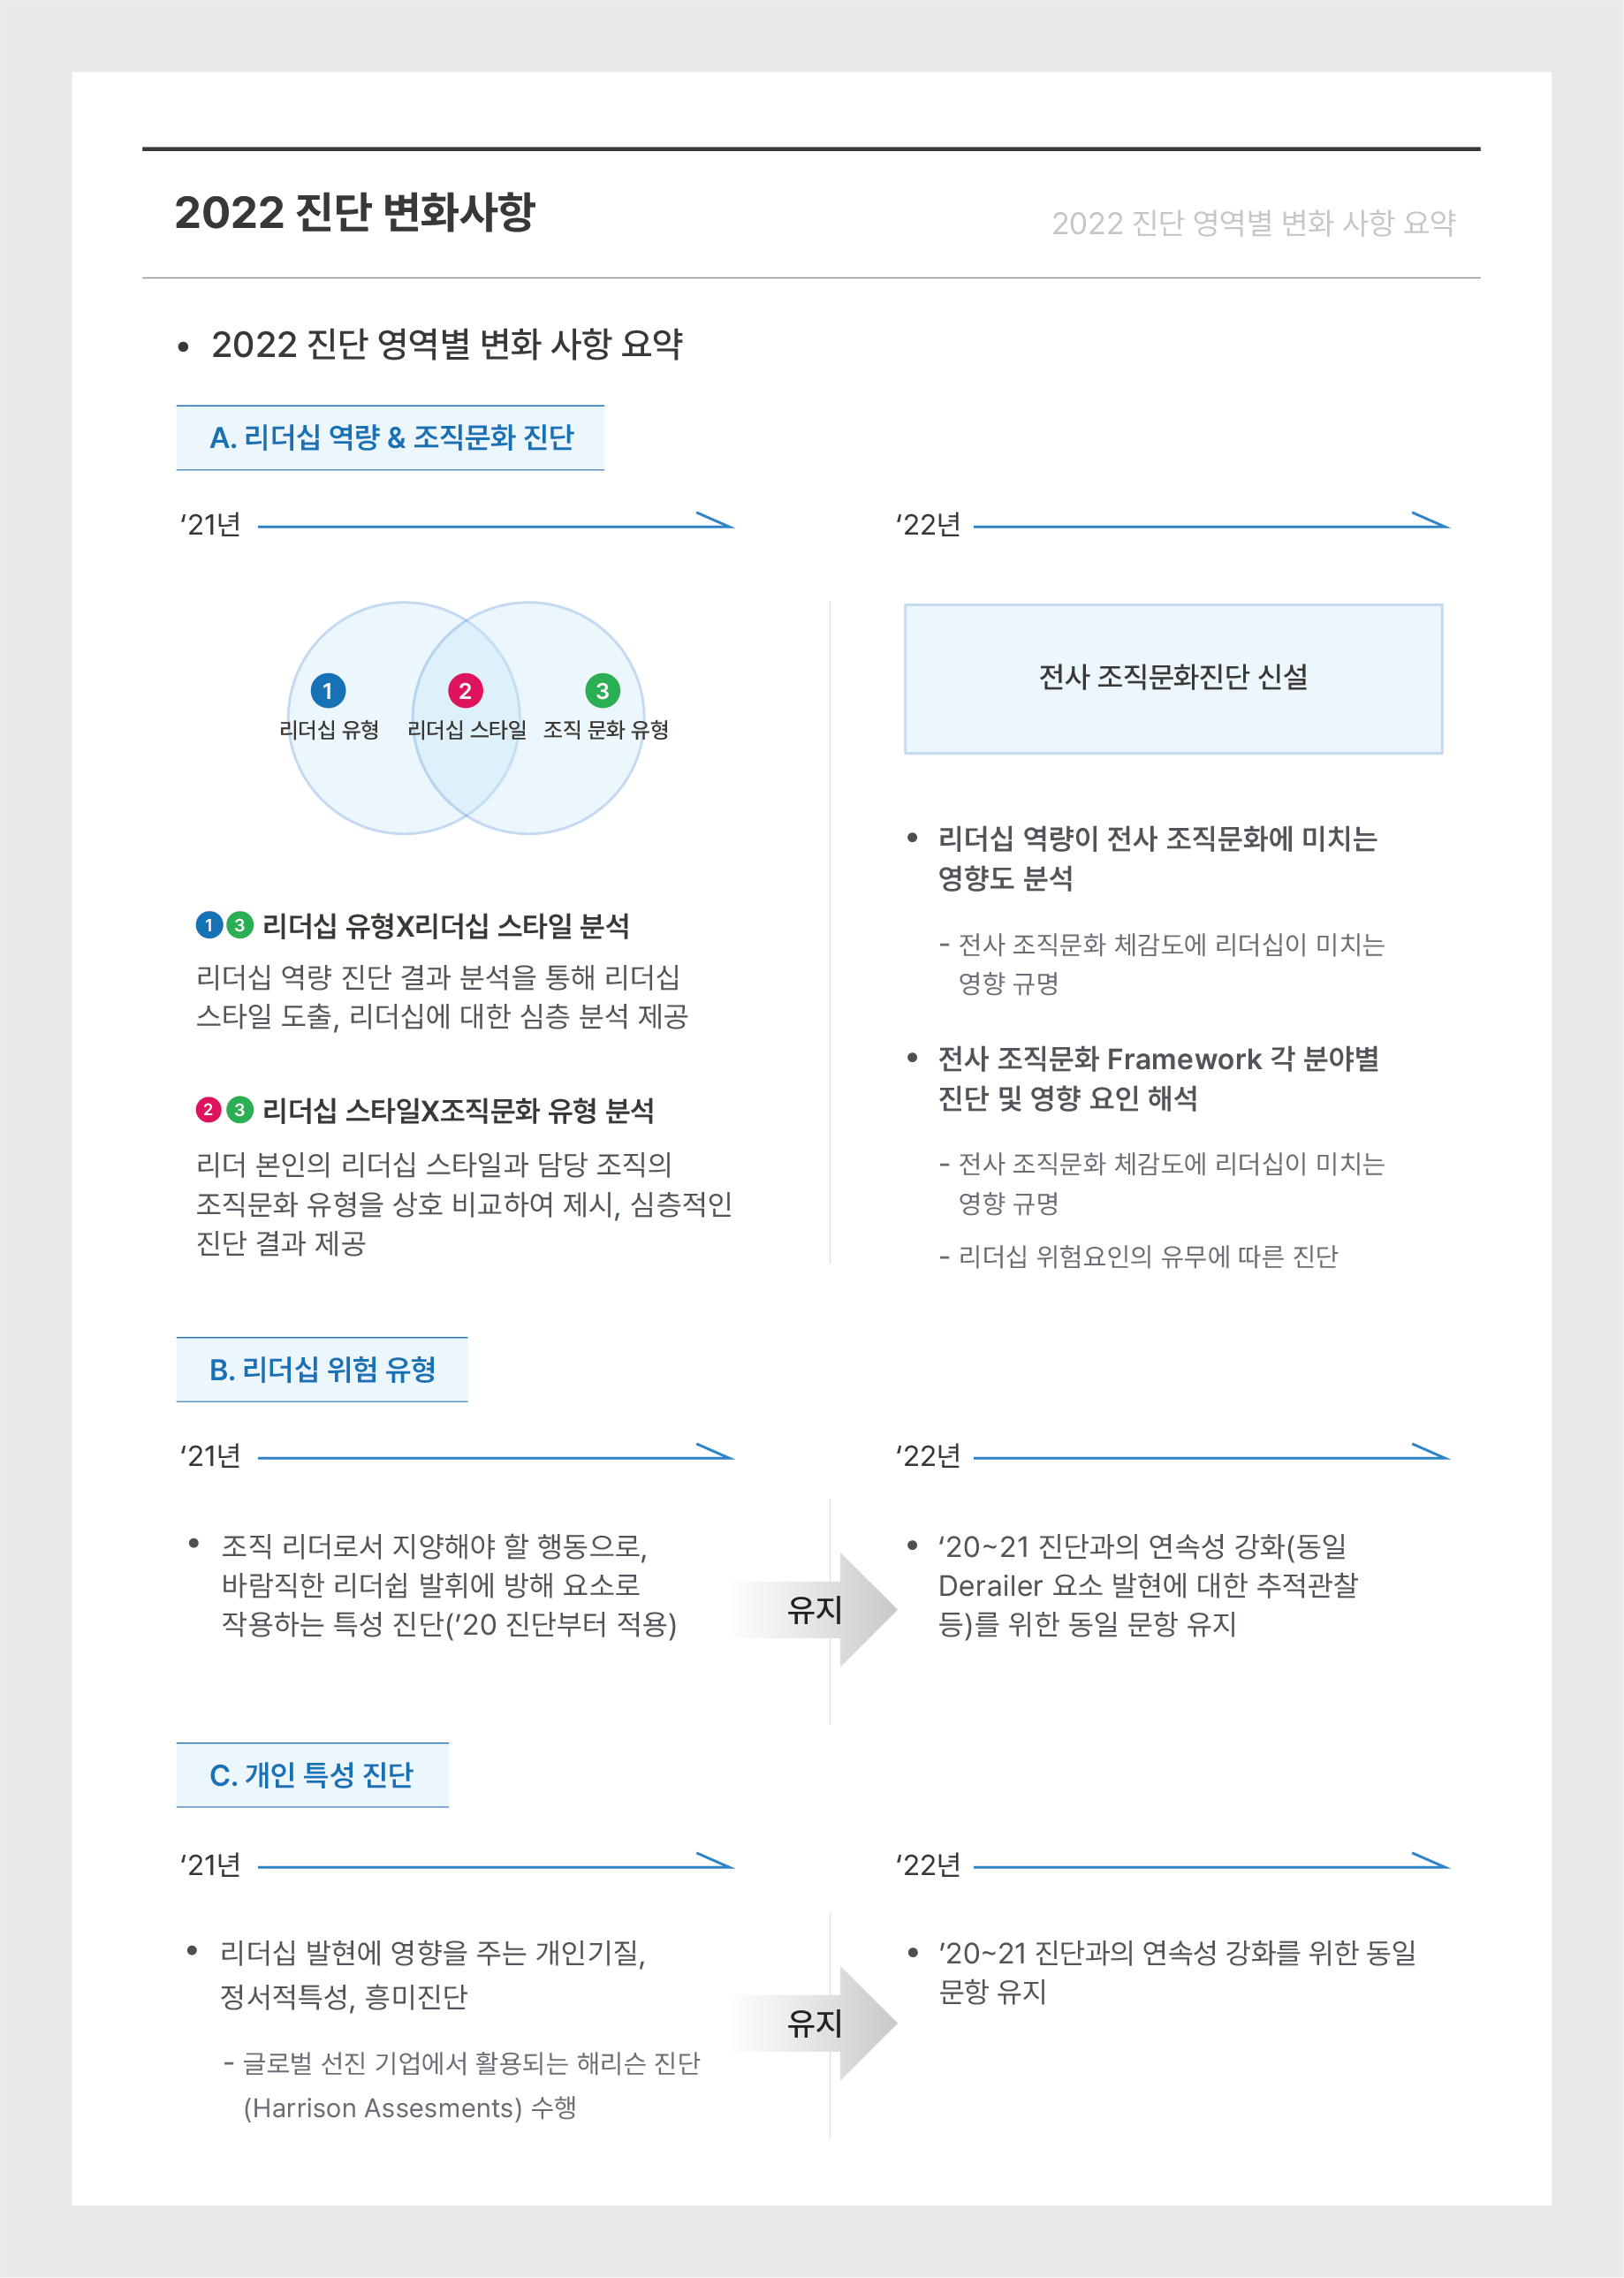 2022 진단 변화사항
2022 진단 영역별 변화 사항 요약
• 2022 진단 영역별 변화 사항 요약
A. 리더십 역량 & 조직문화 진단
‘21년
‘22년
1
2
3
리더십 유형
리더십 스타일
조직 문화 유형
1 3 리더십 유형X리더십 스타일 분석
리더십 역량 진단 결과 분석을 통해 리더십
스타일 도출, 리더십에 대한 심층 분석 제공
2 3 리더십 스타일X조직문화 유형 분석
리더 본인의 리더십 스타일과 담당 조직의
조직문화 유형을 상호 비교하여 제시, 심층적인
진단 결과 제공
전사 조직문화진단 신설
• 리더십 역량이 전사 조직문화에 미치는
영향도 분석
- 전사 조직문화 체감도에 리더십이 미치는
영향 규명
• 전사 조직문화 Framework 각 분야별
진단 및 영향 요인 해석
- 전사 조직문화 체감도에 리더십이 미치는
영향 규명
- 리더십 위험요인의 유무에 따른 진단
B. 리더십 위험 유형
‘21년
‘22년
• 조직 리더로서 지양해야 할 행동으로,
바람직한 리더쉽 발휘에 방해 요소로
작용하는 특성 진단(’20 진단부터 적용)
유지
• ‘20~21 진단과의 연속성 강화(동일
Derailer 요소 발현에 대한 추적관찰
등)를 위한 동일 문항 유지
C. 개인 특성 진단
‘21년
‘22년
• 리더십 발현에 영향을 주는 개인기질,
정서적특성, 흥미진단
- 글로벌 선진 기업에서 활용되는 해리슨 진단
(Harrison Assesments) 수행
유지
• ’20~21 진단과의 연속성 강화를 위한 동일
문항 유지